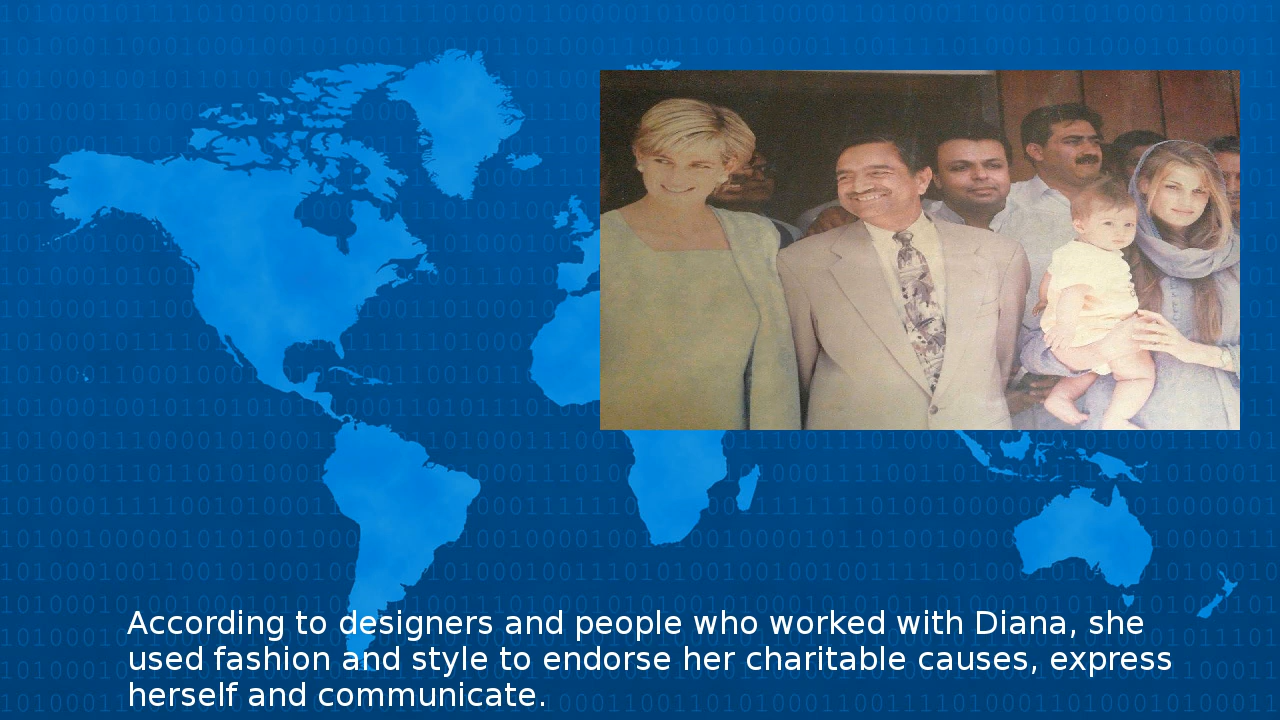 According to designers and people who worked with Diana, she
used fashion and style to endorse her charitable causes, express
herself and communicate.